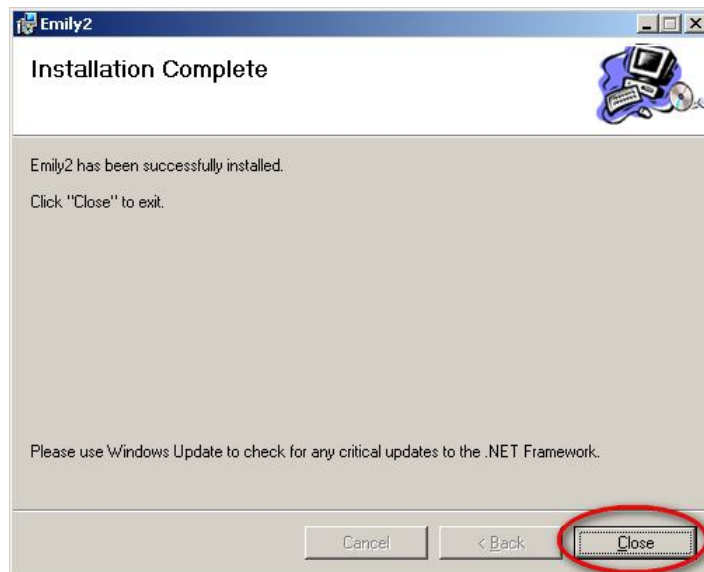 Emily2
Installation Complete
Emily2 has been successfully installed.
Click "Close" to exit.
Please use Windows Update to check for any critical updates to the .NET Framework.
Cancel
< Back
Close